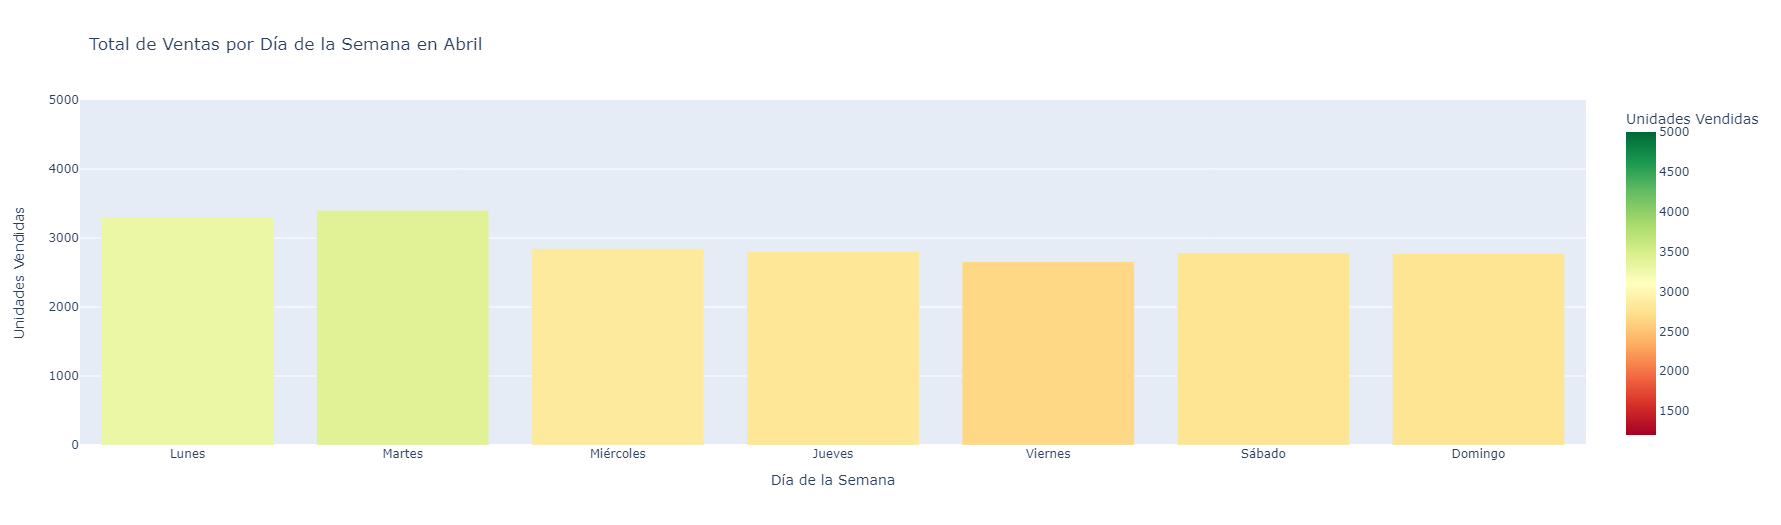 Total de Ventas por Día de la Semana en Abril
Unidades Vendidas
5000
4000
3000
2000
1000
0
Lunes
Martes
Miércoles
Jueves
Viernes
Sábado
Domingo
Día de la Semana
Unidades Vendidas
5000
4500
4000
3500
3000
2500
2000
1500